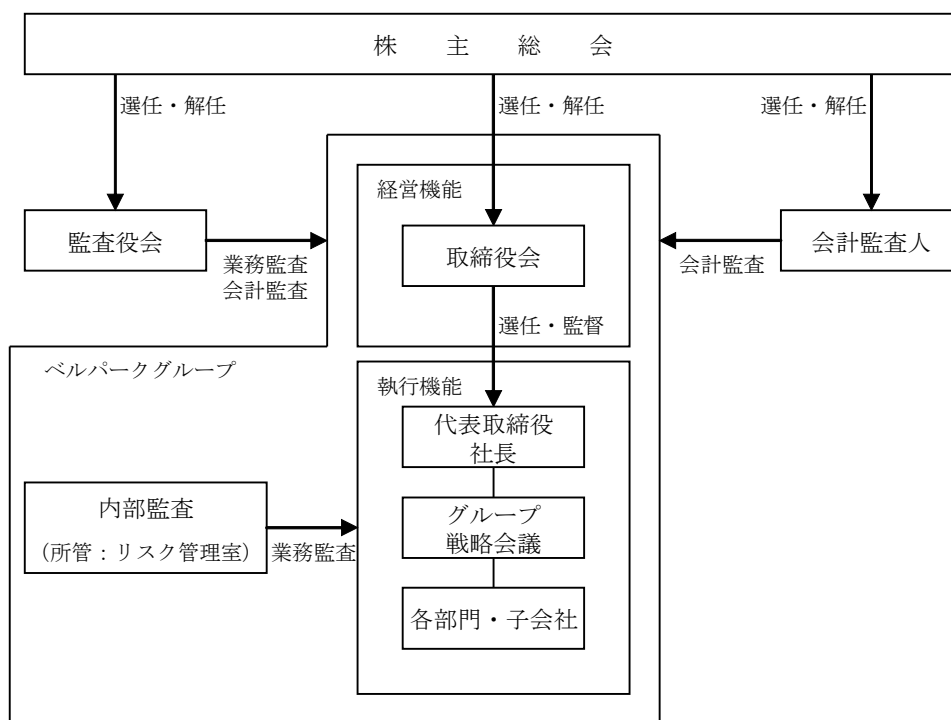 株主総会
選任・解任
選任・解任
選任・解任
経営機能
監査役会
取締役会
会計監査人
業務監査
会計監査
会計監査
選任・監督
ベルパークグループ
執行機能
代表取締役
社長
内部監査
(所管：リスク管理室)
業務監査
グループ
戦略会議
各部門・子会社